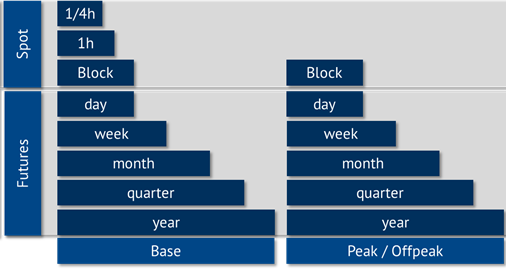 Spot
1/4h
1h
Block
Block
Futures
day
day
week
week
month
month
quarter
quarter
year
year
Base
Peak / Offpeak